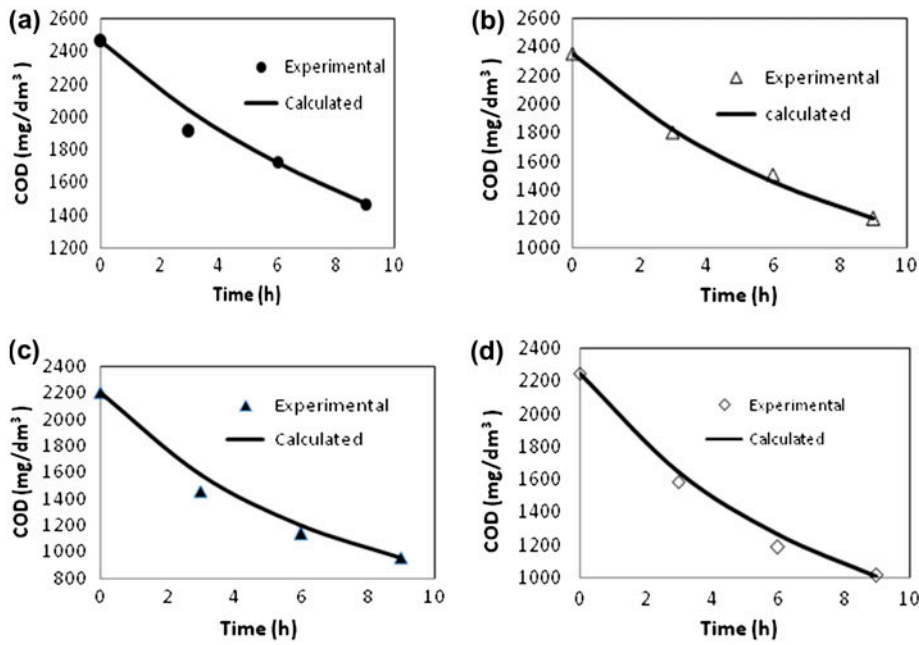 (a)
2600
2400
2200
2000
1800
1600
1400
1200
COD (mg/dm³)
Experimental
Calculated
0 2 4 6 8 10
Time (h)
(b)
2600
2400
2200
2000
1800
1600
1400
1200
1000
COD (mg/dm³)
Experimental
calculated
0 2 4 6 8 10
Time (h)
(c)
2400
2200
2000
1800
1600
1400
1200
1000
800
COD (mg/dm³)
Experimental
Calculated
0 2 4 6 8 10
Time (h)
(d)
2400
2200
2000
1800
1600
1400
1200
1000
COD (mg/dm³)
Experimental
Calculated
0 2 4 6 8 10
Time (h)